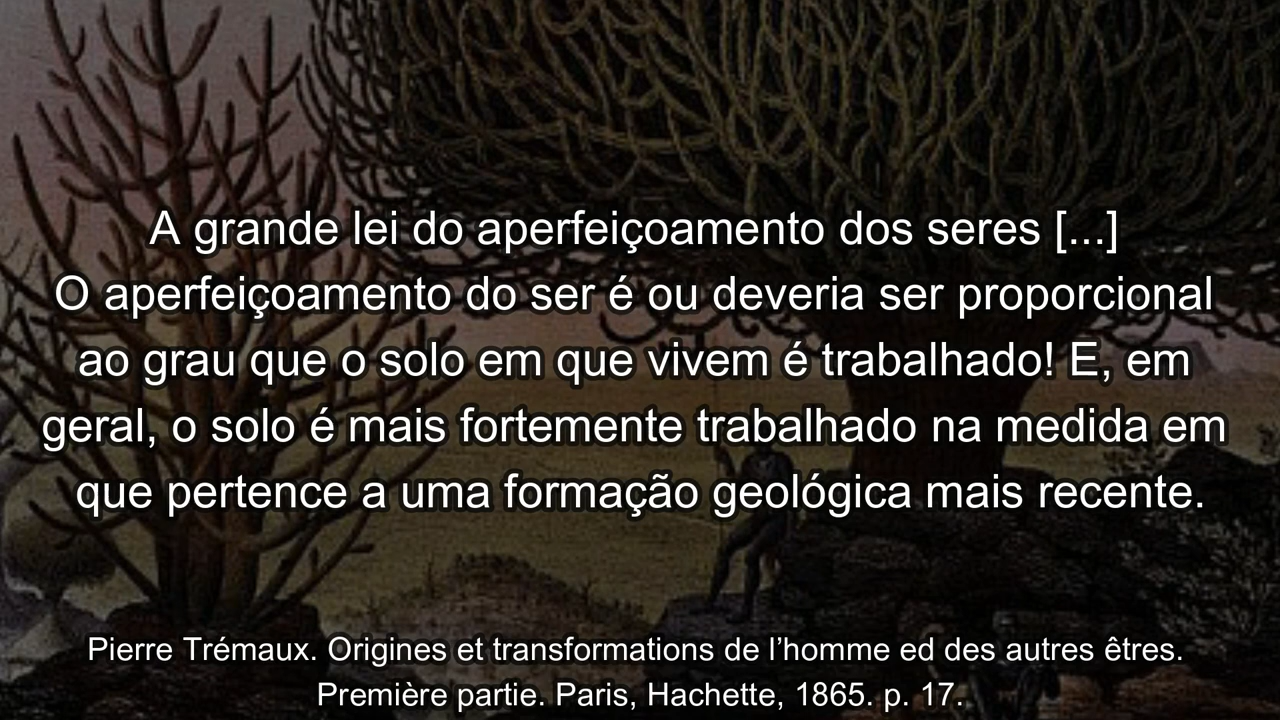 A grande lei do aperfeiçoamento dos seres [...]
O aperfeiçoamento do ser é ou deveria ser proporcional
ao grau que o solo em que vivem é trabalhado! E, em
geral, o solo é mais fortemente trabalhado na medida em
que pertence a uma formação geológica mais recente.
Pierre Trémaux. Origines et transformations de l’homme ed des autres êtres.
Première partie. Paris, Hachette, 1865. p. 17.